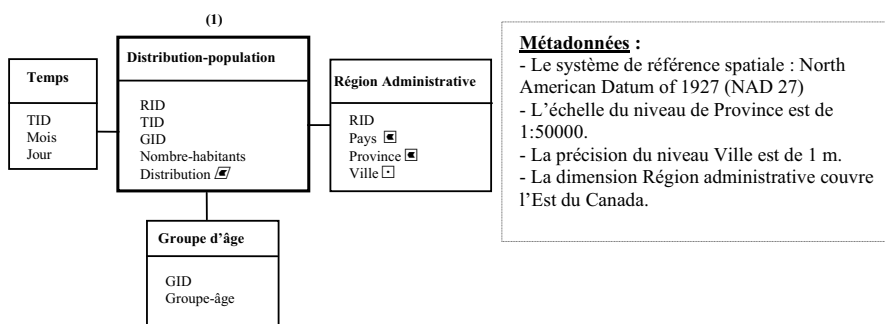 (1)
Distribution-population
RID
TID
GID
Nombre-habitants
Distribution
Temps
TID
Mois
Jour
Région Administrative
RID
Pays
Province
Ville
Groupe d'âge
GID
Groupe-âge
Métadonnées :
- Le système de référence spatiale : North
American Datum of 1927 (NAD 27)
- L'échelle du niveau de Province est de
1:50000.
- La précision du niveau Ville est de 1 m.
- La dimension Région administrative couvre
l'Est du Canada.